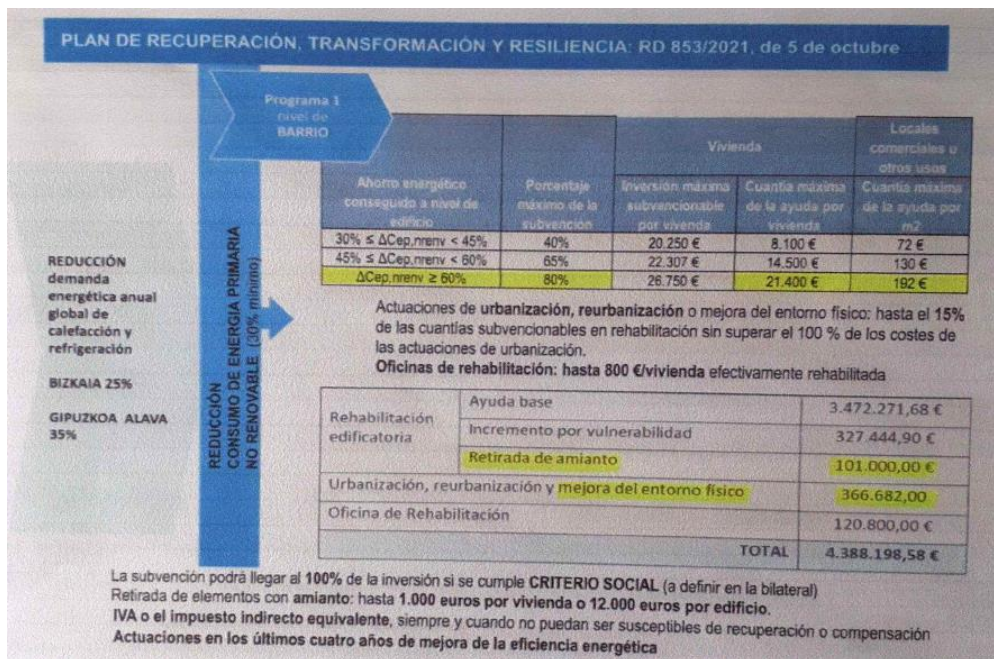 PLAN DE RECUPERACIÓN, TRANSFORMACIÓN Y RESILIENCIA: RD 853/2021, de 5 de octubre
Programa 1
nivel de
BARRIO
REDUCCIÓN
demanda
energética anual
global de
calefacción y
refrigeración
BIZKAIA 25%
GIPUZKOA ALAVA
35%
REDUCCIÓN
CONSUMO DE ENERGIA PRIMARIA
NO RENOVABLE (30% mínimo)
Vivienda
Locales
comerciales u
otros usos
Ahorro energético
conseguido a nivel de
edificio
Porcentaje
máximo de la
subvención
Inversión máxima
subvencionable
por vivenda
Cuantía máxima
de la ayuda por
vivienda
Cuantía máxima
de la ayuda por
m2
30% ≤ ΔCep,nrenv < 45% 40% 20.250 € 8.100 € 72 €
45% ≤ ΔCep,nrenv < 60% 65% 22.307 € 14.500 € 130 €
ΔCep,nrenv ≥ 60% 80% 26.750 € 21.400 € 192 €
Actuaciones de urbanización, reurbanización o mejora del entorno físico: hasta el 15%
de las cuantías subvencionables en rehabilitación sin superar el 100 % de los costes de
las actuaciones de urbanización.
Oficinas de rehabilitación: hasta 800 €/vivienda efectivamente rehabilitada
Rehabilitación
edificatoria
Ayuda base 3.472.271,68 €
Incremento por vulnerabilidad 327.444,90 €
Retirada de amianto 101.000,00 €
Urbanización, reurbanización y mejora del entorno físico 366.682,00
Oficina de Rehabilitación 120.800,00 €
TOTAL 4.388.198,58 €
La subvención podrá llegar al 100% de la inversión si se cumple CRITERIO SOCIAL (a definir en la bilateral)
Retirada de elementos con amianto: hasta 1.000 euros por vivienda o 12.000 euros por edificio.
IVA o el impuesto indirecto equivalente, siempre y cuando no puedan ser susceptibles de recuperación o compensación
Actuaciones en los últimos cuatro años de mejora de la eficiencia energética